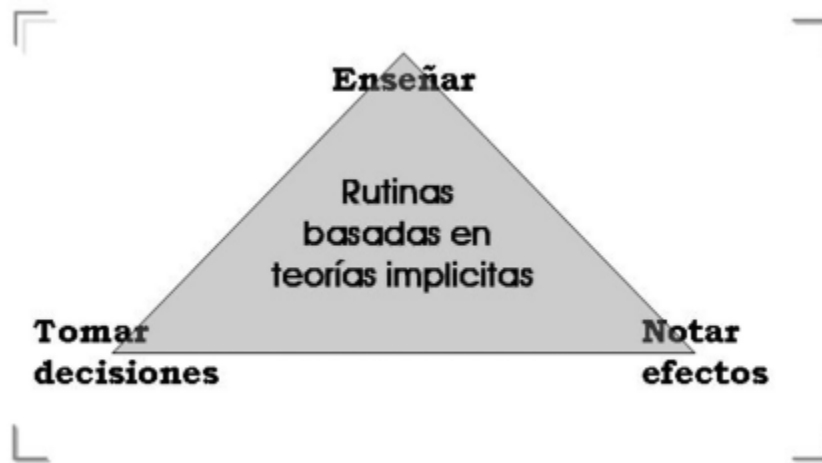 Enseñar
Rutinas
basadas en
teorías implicitas
Tomar
decisiones
Notar
efectos